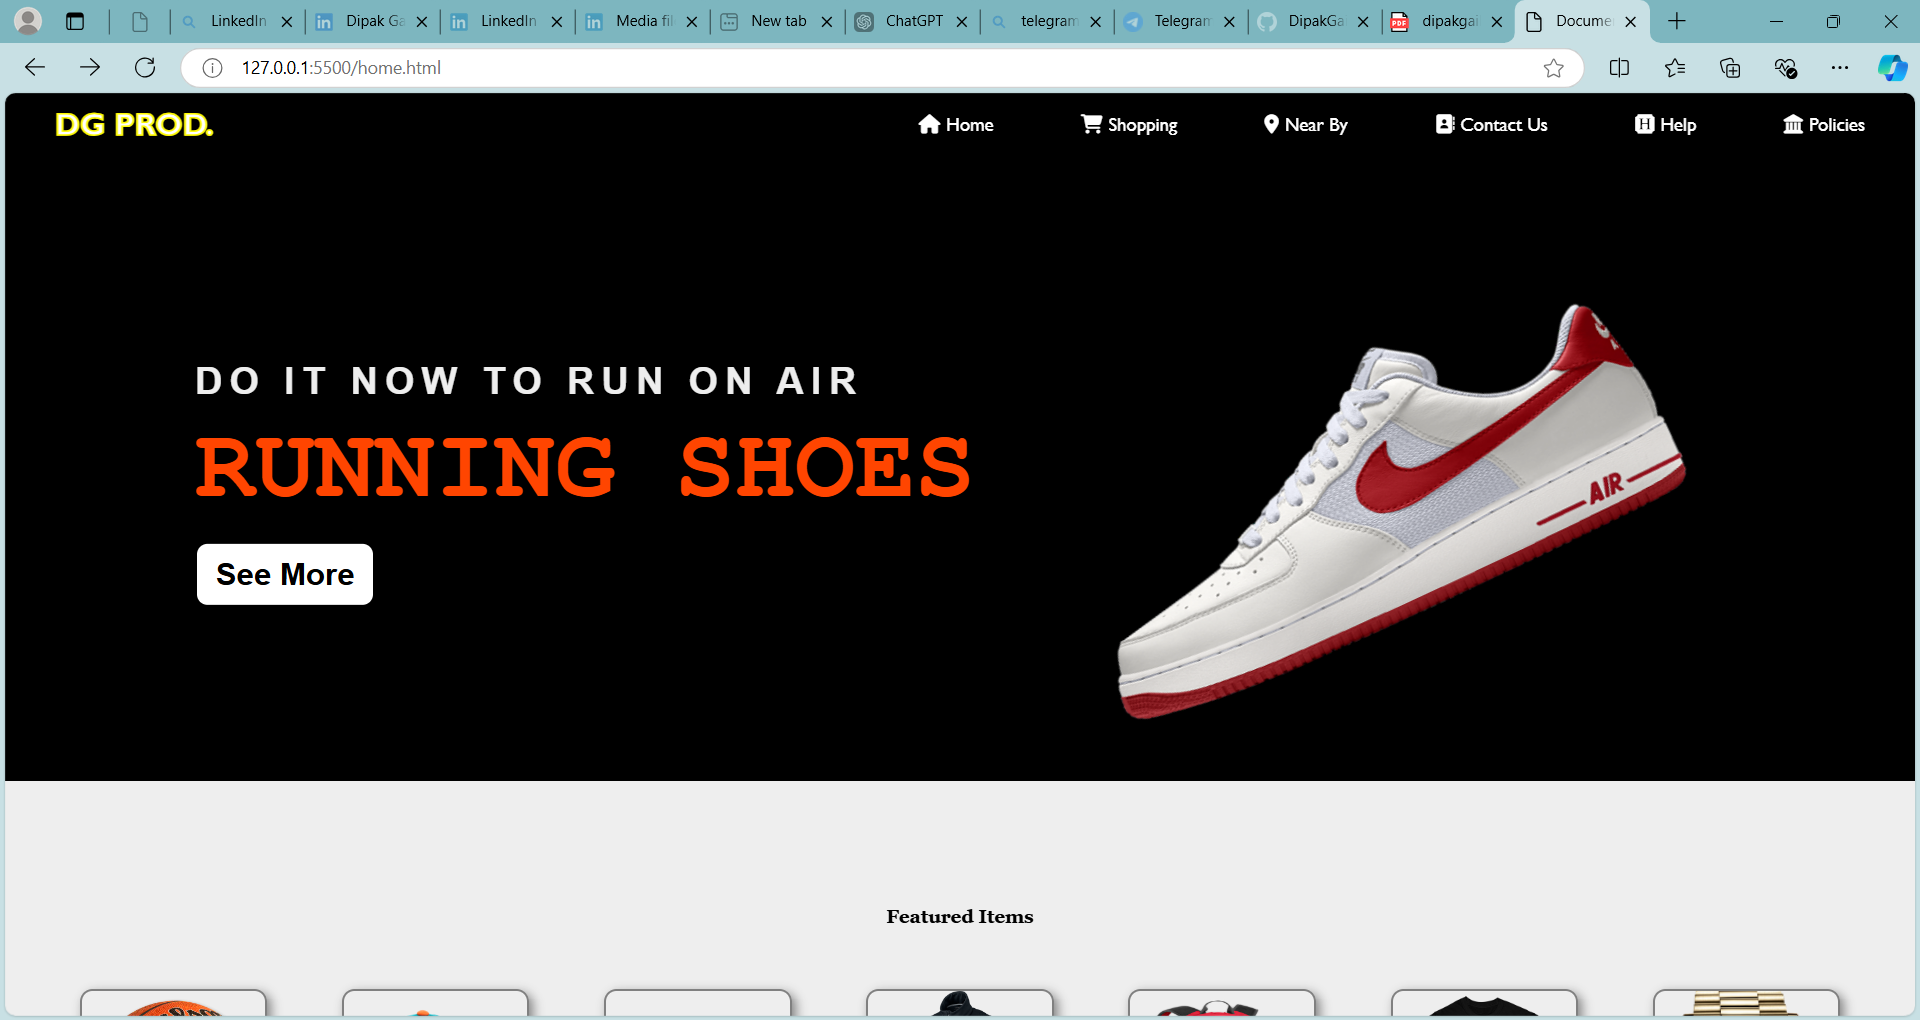 LinkedIn Dipak Ga LinkedIn Media fil New tab ChatGPT telegram Telegram DipakGa dipakgai Docume
127.0.0.1:5500/home.html
DG PROD. Home Shopping Near By Contact Us Help Policies
DO IT NOW TO RUN ON AIR
RUNNING SHOES
See More
AIR
Featured Items